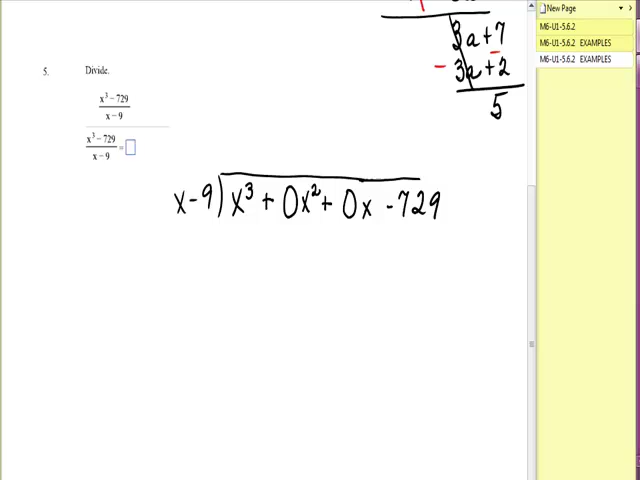 3a+7
- 3a+2
5
5. Divide.
x³ – 729
x – 9
x³ – 729
x – 9
= 
x - 9) x³ + 0x² + 0x - 729
New Page
M6-U1-5.6.2
M6-U1-5.6.2 EXAMPLES
M6-U1-5.6.2 EXAMPLES